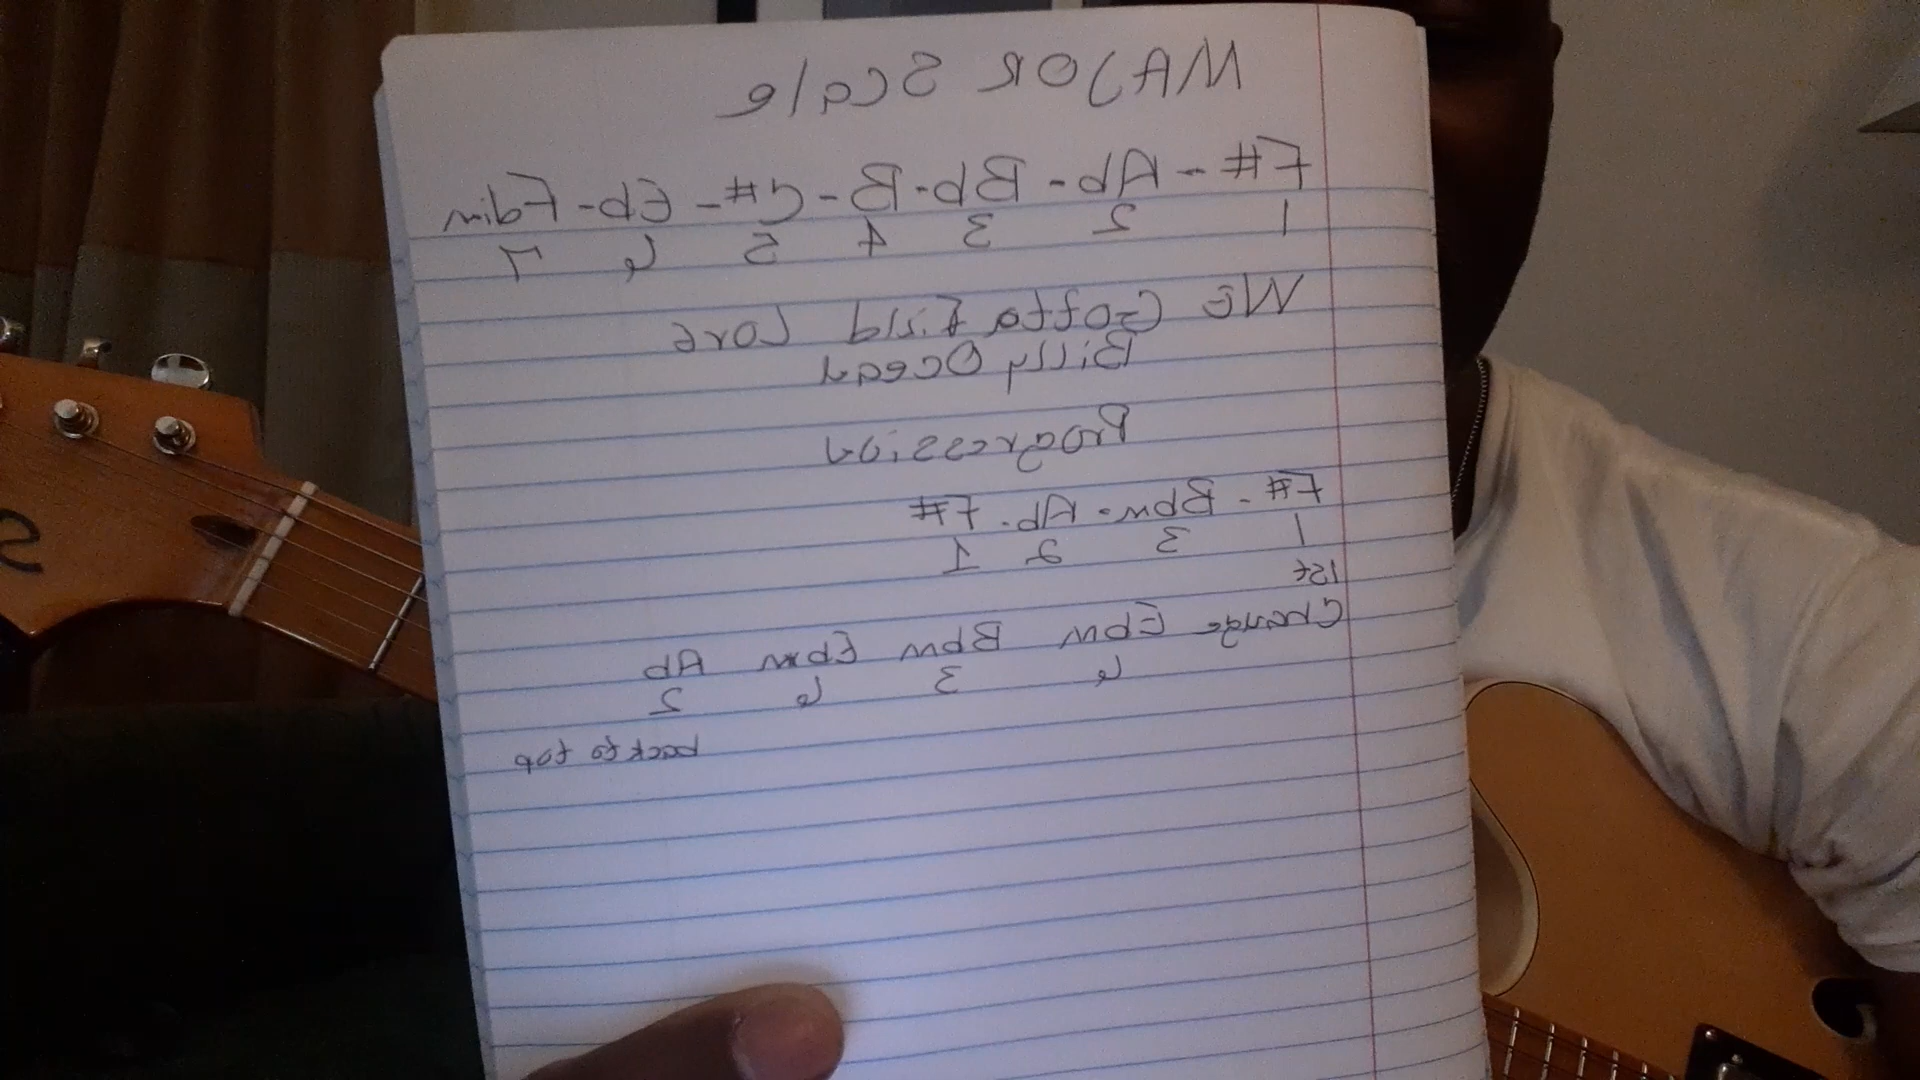 MAJOR Scale
F# - Ab - Bb - B - C# - Eb - Fdim
1 2 3 4 5 6 7
WE Gotta Find Love
Billy Ocean
Progression
F# - Bbm - Ab - F#
1 3 2 1
1st
Change Ebm Bbm Ebm Ab
6 3 6 2
back to top